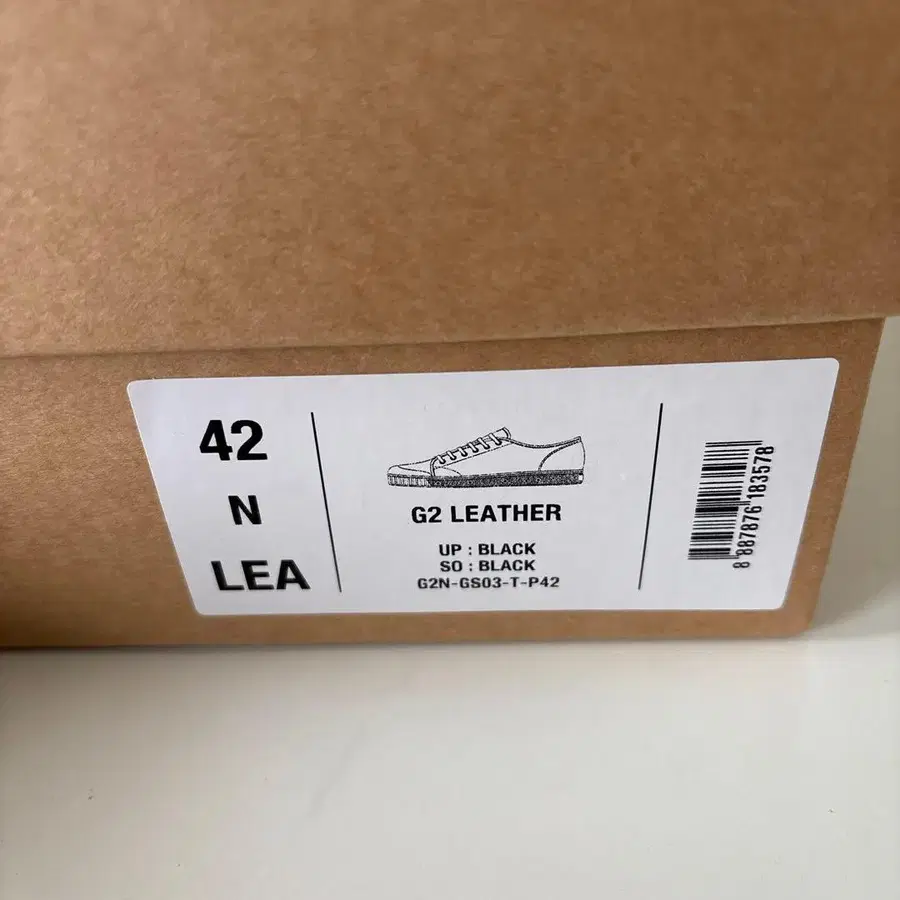 42
N
LEA
G2 LEATHER
UP : BLACK
SO : BLACK
G2N-GS03-T-P42
8 887876 183578